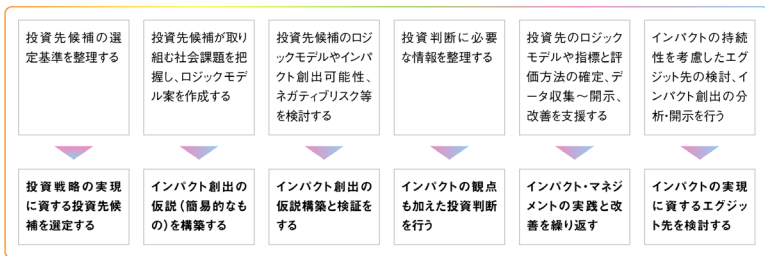 投資先候補の選
定基準を整理する
投資先候補が取り
組む社会課題を把
握し、ロジックモデ
ル案を作成する
投資先候補のロジ
ックモデルやインパ
クト創出可能性、
ネガティブリスク等
を検討する
投資判断に必要
な情報を整理する
投資先のロジック
モデルや指標と評
価方法の確定、デ
ータ収集～開示、
改善を支援する
インパクトの持続
性を考慮したエグ
ジット先の検討、イ
ンパクト創出の分
析・開示を行う
投資戦略の実現
に資する投資先候
補を選定する
インパクト創出の
仮説（簡易的なも
の）を構築する
インパクト創出の
仮説構築と検証を
する
インパクトの観点
も加えた投資判断
を行う
インパクト・マネジ
メントの実践と改
善を繰り返す
インパクトの実現
に資するエグジッ
ト先を検討する